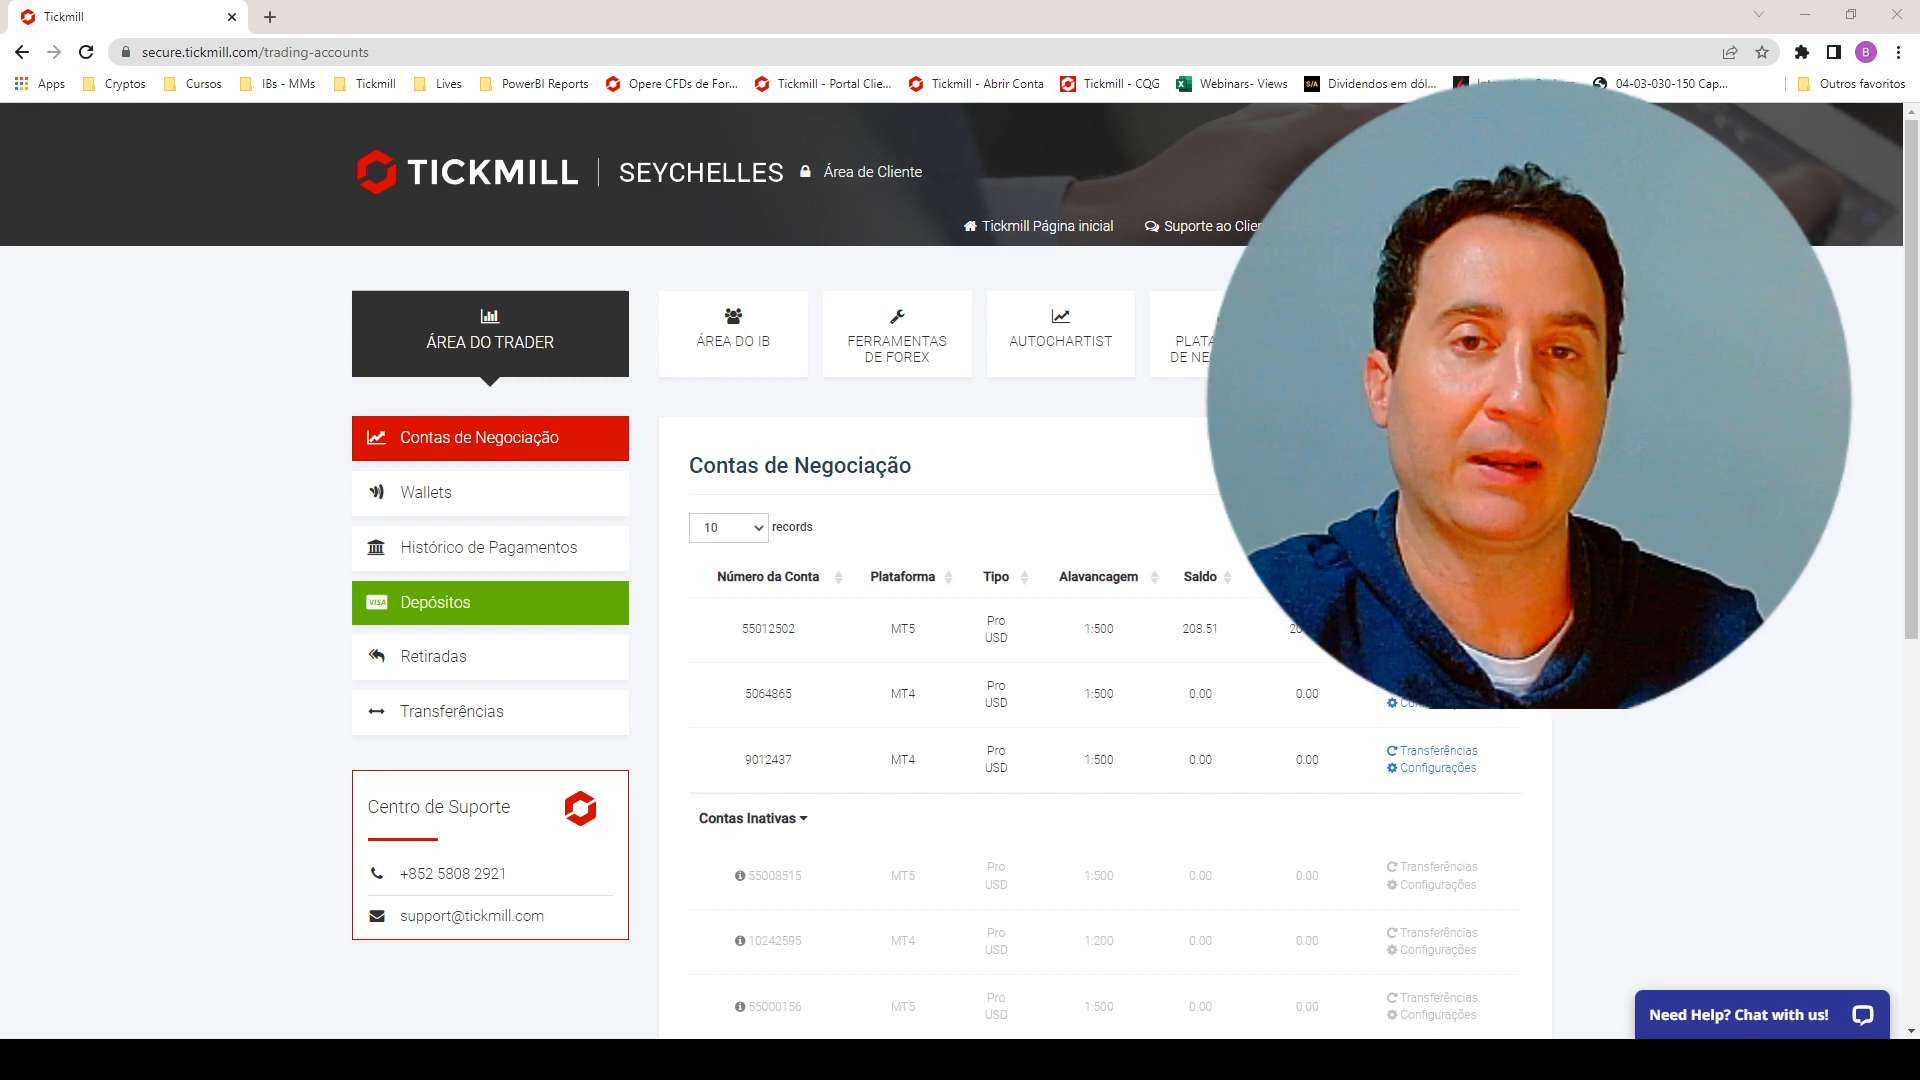 Tickmill
secure.tickmill.com/trading-accounts
B
Apps Cryptos Cursos IBs - MMs Tickmill Lives PowerBI Reports Opere CFDs de For... Tickmill - Portal Clie... Tickmill - Abrir Conta Tickmill - CQG Webinars- Views S/A Dividendos em dól... 04-03-030-150 Cap... Outros favoritos
TICKMILL SEYCHELLES Área de Cliente
Tickmill Página inicial Suporte ao
ÁREA DO TRADER
ÁREA DO IB
FERRAMENTAS
DE FOREX
AUTOCHARTIST
Contas de Negociação
Wallets
Histórico de Pagamentos
VISA Depósitos
Retiradas
Transferências
Centro de Suporte
+852 5808 2921
support@tickmill.com
Contas de Negociação
10 records
Número da Conta Plataforma Tipo Alavancagem Saldo
55012502 MT5 Pro USD 1:500 208.51
5064865 MT4 Pro USD 1:500 0.00 0.00
9012437 MT4 Pro USD 1:500 0.00 0.00 Transferências
Configurações
Contas Inativas
55008515 MT5 Pro USD 1:500 0.00 0.00 Transferências
Configurações
10242595 MT4 Pro USD 1:200 0.00 0.00 Transferências
Configurações
55000156 MT5 Pro USD 1:500 0.00 0.00 Transferências
Configurações
Need Help? Chat with us!